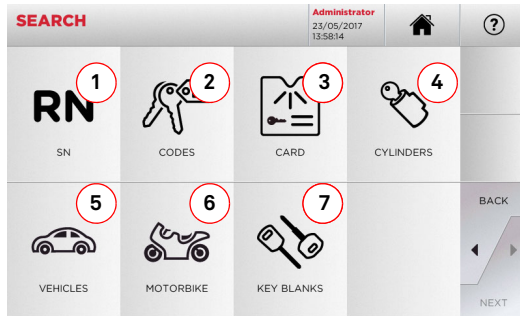 SEARCH
Administrator
23/05/2017
13:58:14
?
1
2
3
4
RN
SN
CODES
CARD
CYLINDERS
5
6
7
BACK
VEHICLES
MOTORBIKE
KEY BLANKS
NEXT